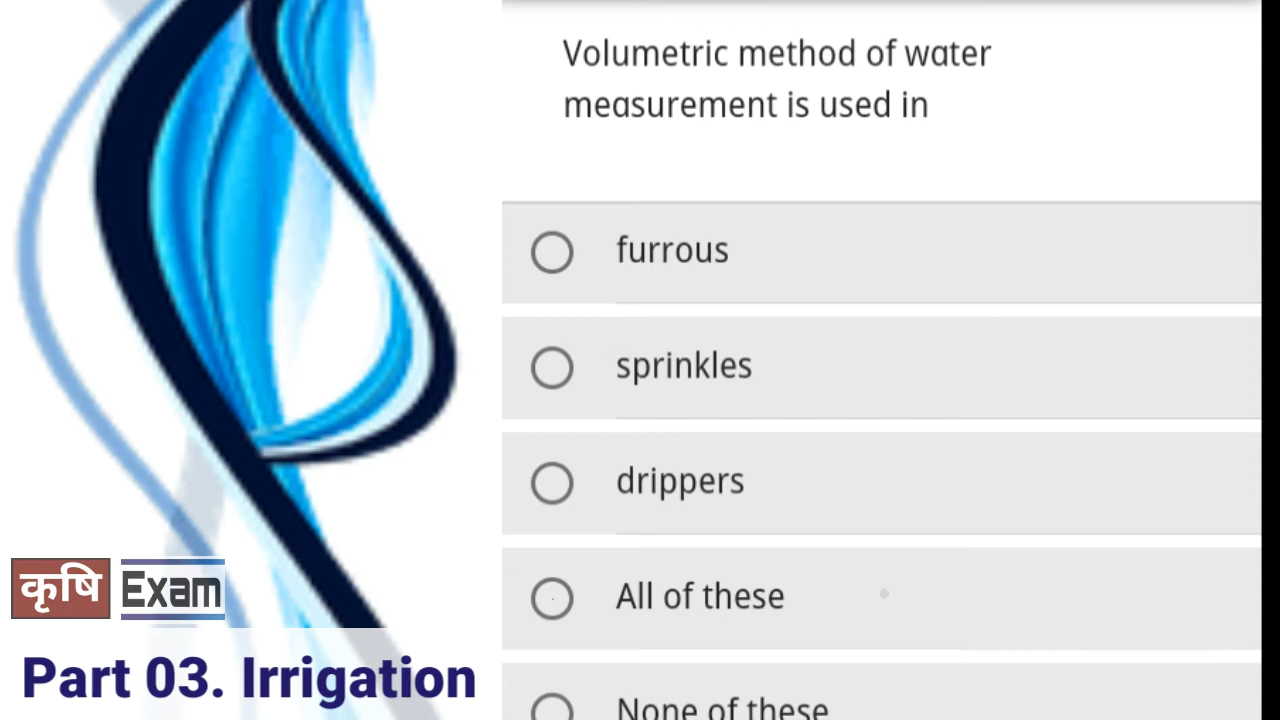 Volumetric method of water
measurement is used in
furrous
sprinkles
drippers
All of these
None of these
कृषि Exam
Part 03. Irrigation